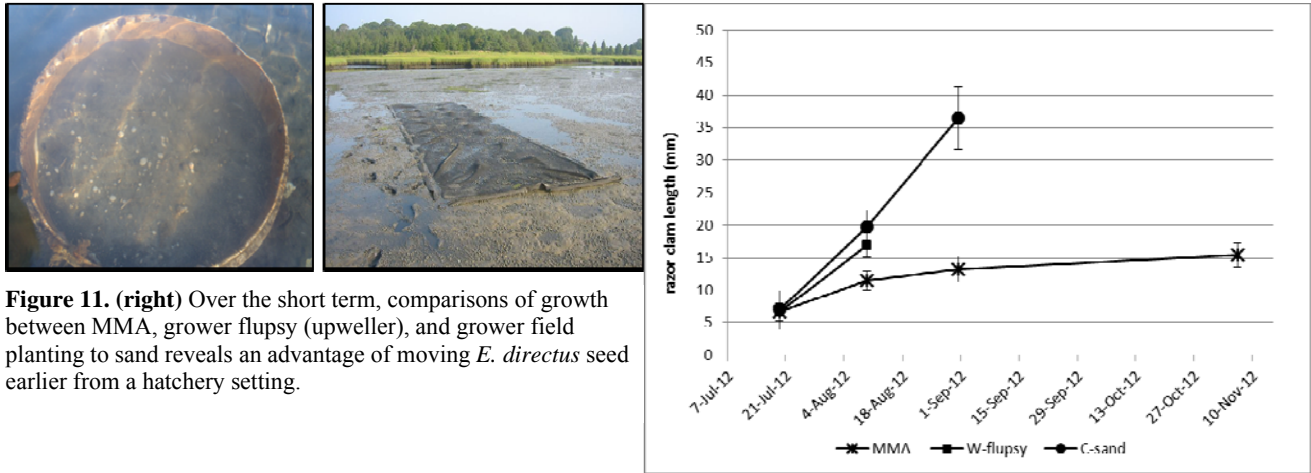 Figure 11. (right) Over the short term, comparisons of growth
between MMA, grower flupsy (upweller), and grower field
planting to sand reveals an advantage of moving E. directus seed
earlier from a hatchery setting.
razor clam length (mm)
50
45
40
35
30
25
20
15
10
5
0
7-Jul-12
21-Jul-12
4-Aug-12
18-Aug-12
1-Sep-12
15-Sep-12
29-Sep-12
13-Oct-12
27-Oct-12
10-Nov-12
MMA W-flupsy C-sand